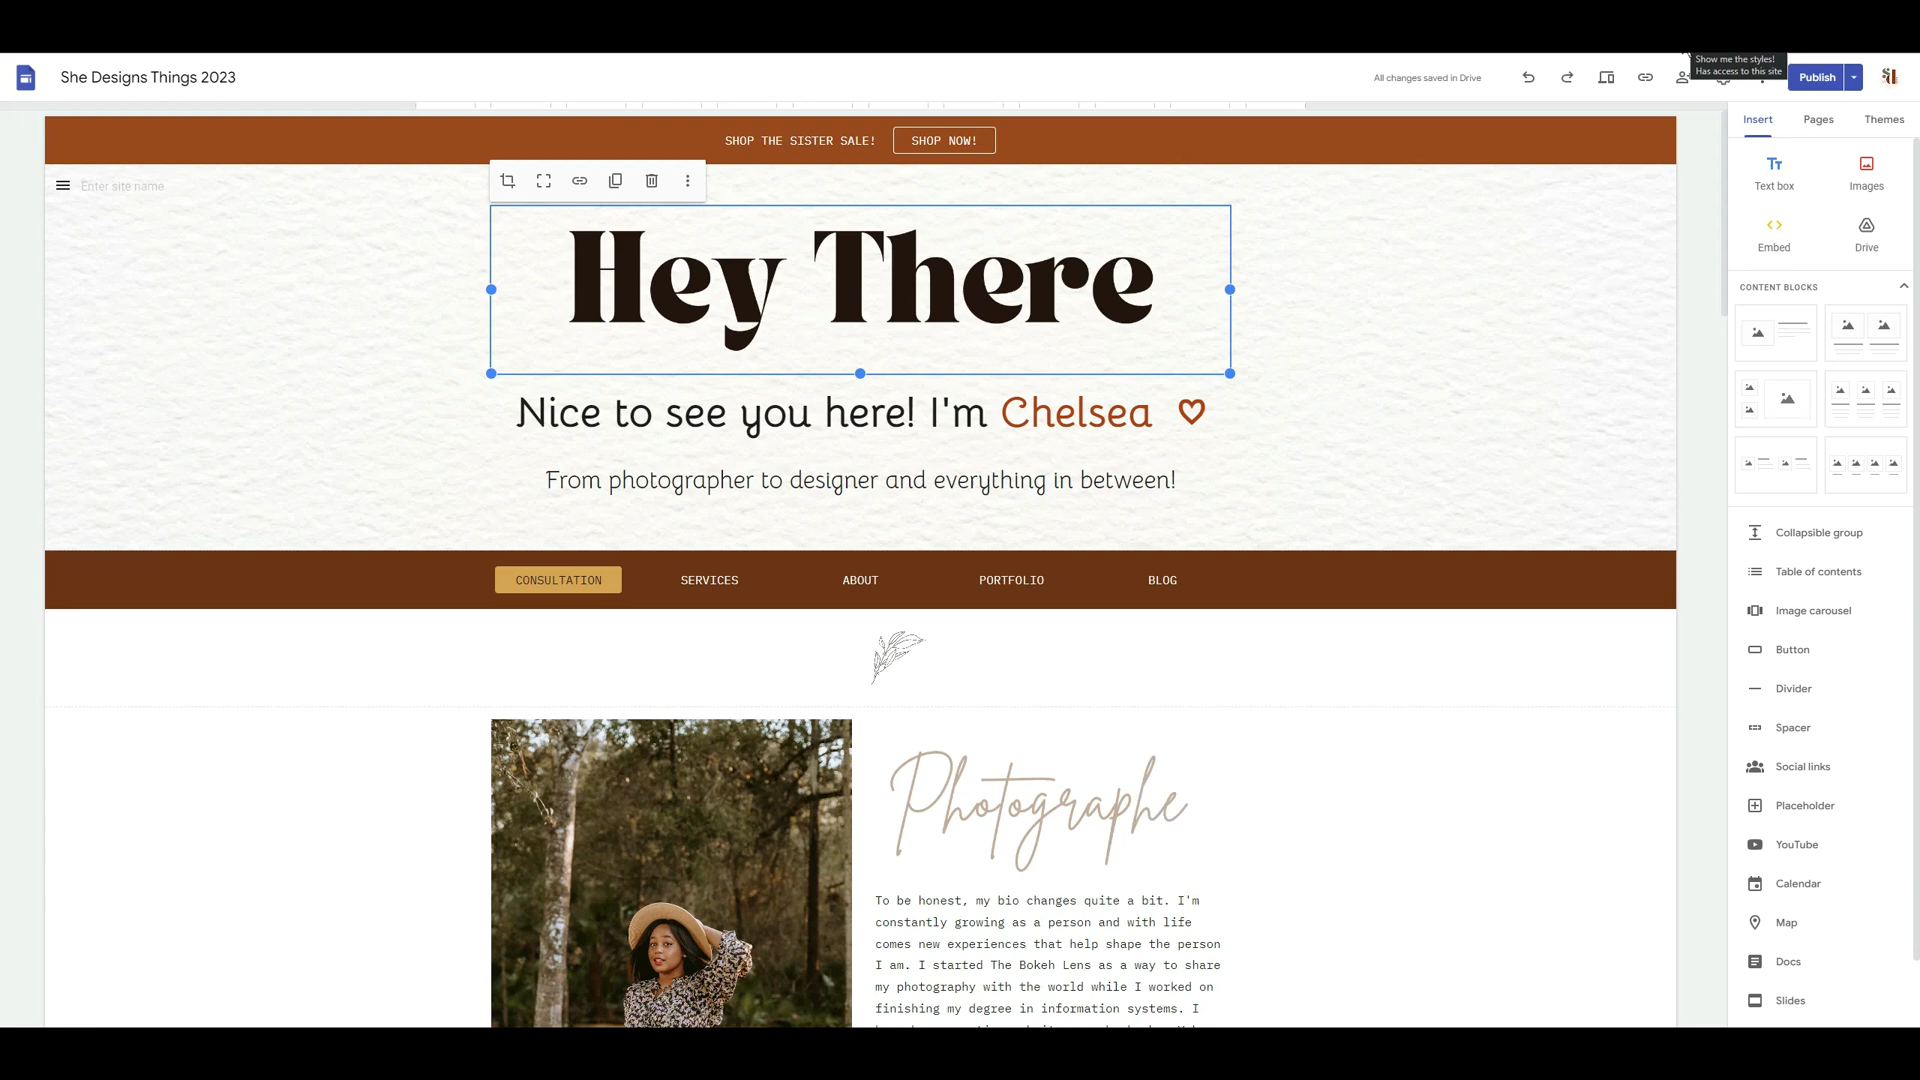 Show me the styles!
Has access to this site
She Designs Things 2023
All changes saved in Drive
Publish
Insert
Pages
Themes
SHOP THE SISTER SALE!
SHOP NOW!
Enter site name
Text box
Images
Embed
Drive
Hey There
CONTENT BLOCKS
Nice to see you here! I'm Chelsea
From photographer to designer and everything in between!
CONSULTATION
SERVICES
ABOUT
PORTFOLIO
BLOG
Collapsible group
Table of contents
Image carousel
Button
Divider
Spacer
Social links
Placeholder
YouTube
Calendar
Map
Docs
Slides
Photographe
To be honest, my bio changes quite a bit. I'm
constantly growing as a person and with life
comes new experiences that help shape the person
I am. I started The Bokeh Lens as a way to share
my photography with the world while I worked on
finishing my degree in information systems. I